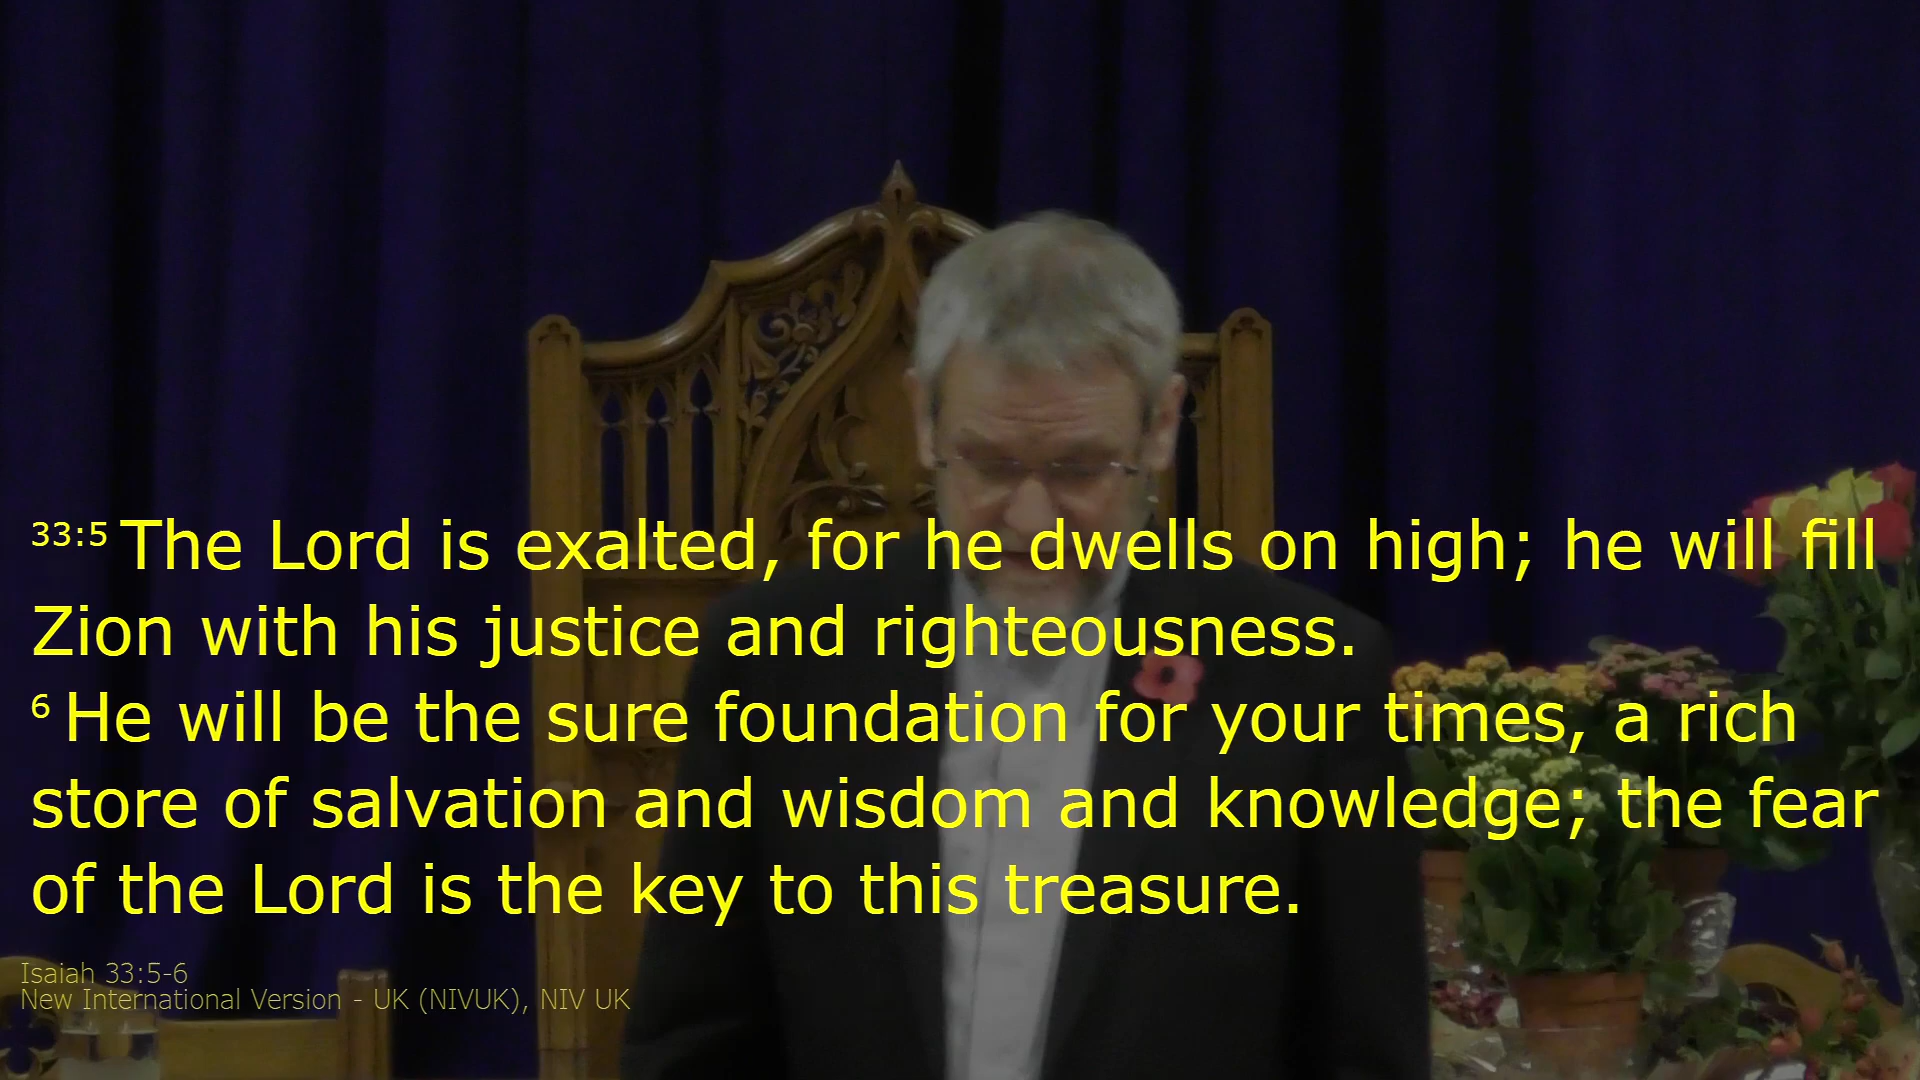 33:5 The Lord is exalted, for he dwells on high; he will fill
Zion with his justice and righteousness.
6 He will be the sure foundation for your times, a rich
store of salvation and wisdom and knowledge; the fear
of the Lord is the key to this treasure.
Isaiah 33:5-6
New International Version - UK (NIVUK), NIV UK